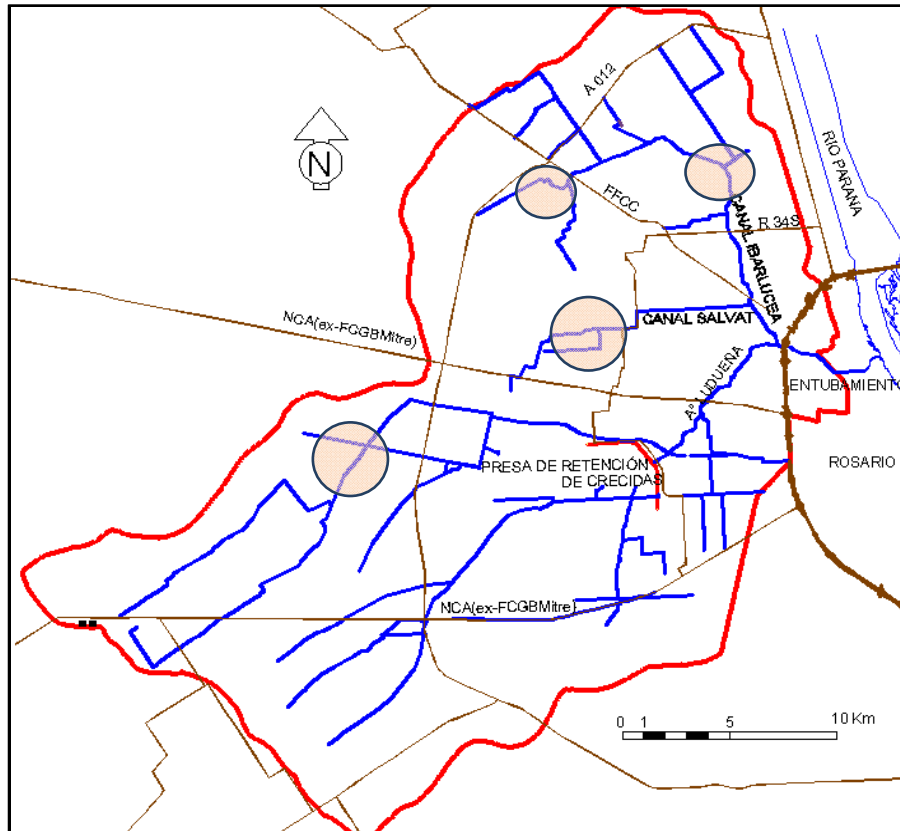 A 012
RIO PARANA
N
FFCC
R 34S
CANAL IBARLUCEA
NCA(ex-FCGBMitre)
CANAL SALVAT
Aº LUDUEÑA
ENTUBAMIENTO
PRESA DE RETENCIÓN
DE CRECIDAS
ROSARIO
NCA(ex-FCGBMitre)
0 1 5 10 Km